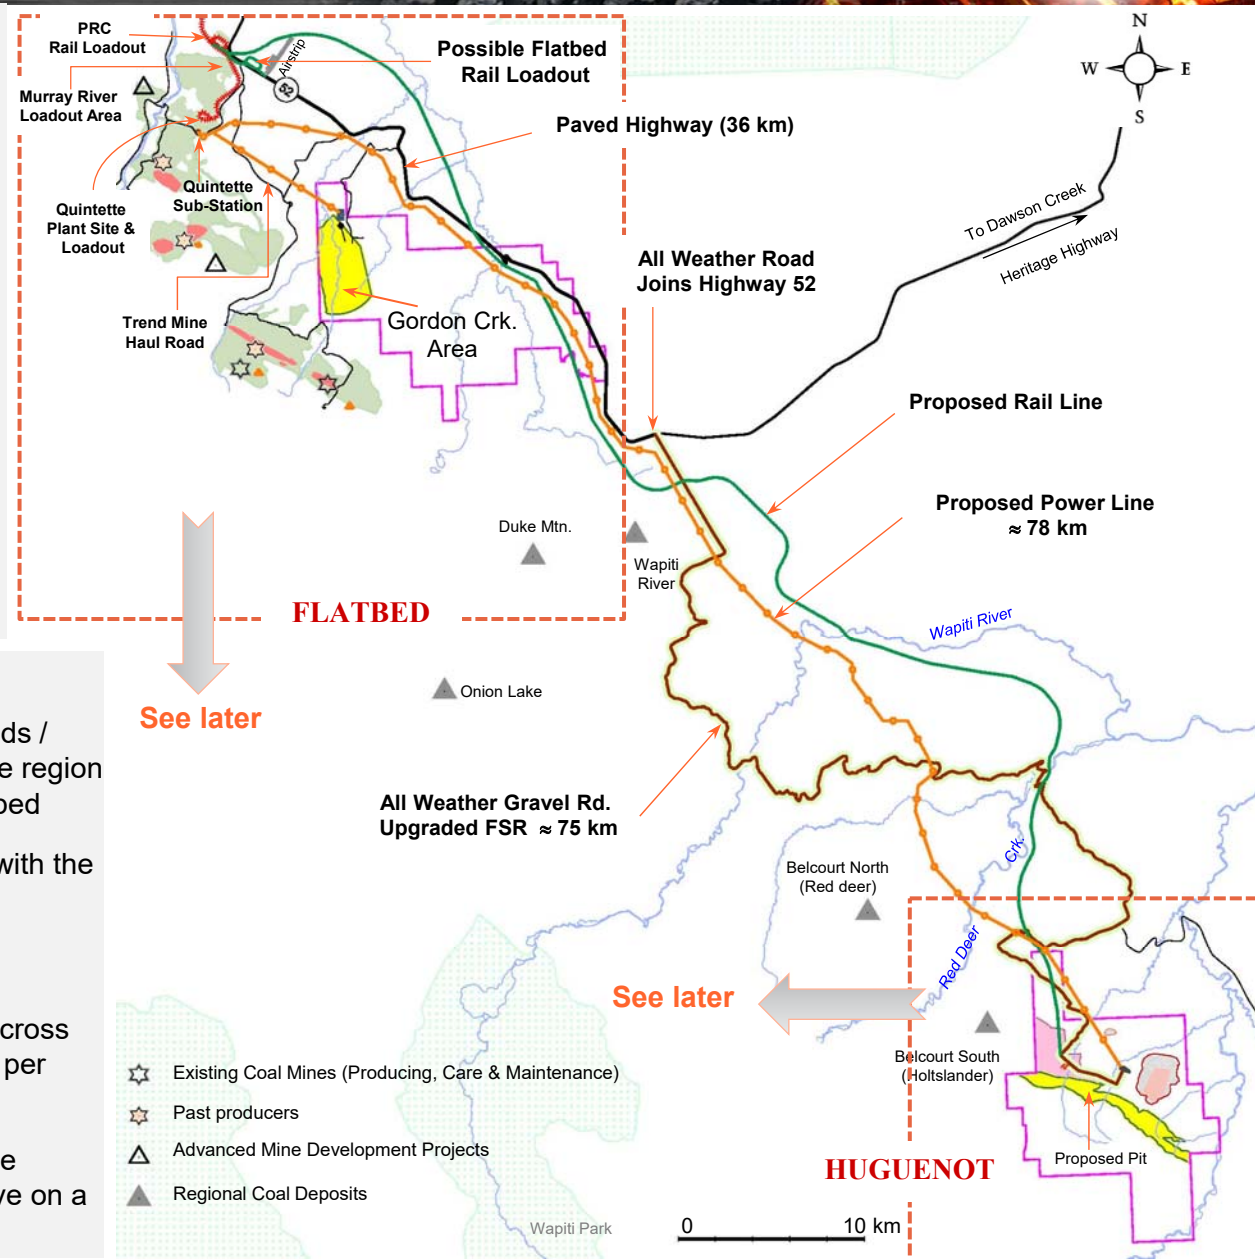 N
W
E
S
PRC
Rail Loadout
Airstrip
Possible Flatbed
Rail Loadout
52
Murray River
Loadout Area
Paved Highway (36 km)
Quintette
Sub-Station
Quintette
Plant Site &
Loadout
To Dawson Creek
Heritage Highway
All Weather Road
Joins Highway 52
Trend Mine
Haul Road
Gordon Crk.
Area
Proposed Rail Line
Proposed Power Line
≈ 78 km
Duke Mtn.
Wapiti
River
FLATBED
Wapiti River
Onion Lake
See later
All Weather Gravel Rd.
Upgraded FSR ≈ 75 km
ds /
e region
bed
with the
cross
per
e
ve on a
Belcourt North
(Red deer)
Red Deer
Crk.
See later
Belcourt South
(Holtslander)
Existing Coal Mines (Producing, Care & Maintenance)
Past producers
Advanced Mine Development Projects
Regional Coal Deposits
HUGUENOT
Proposed Pit
Wapiti Park
0
10 km